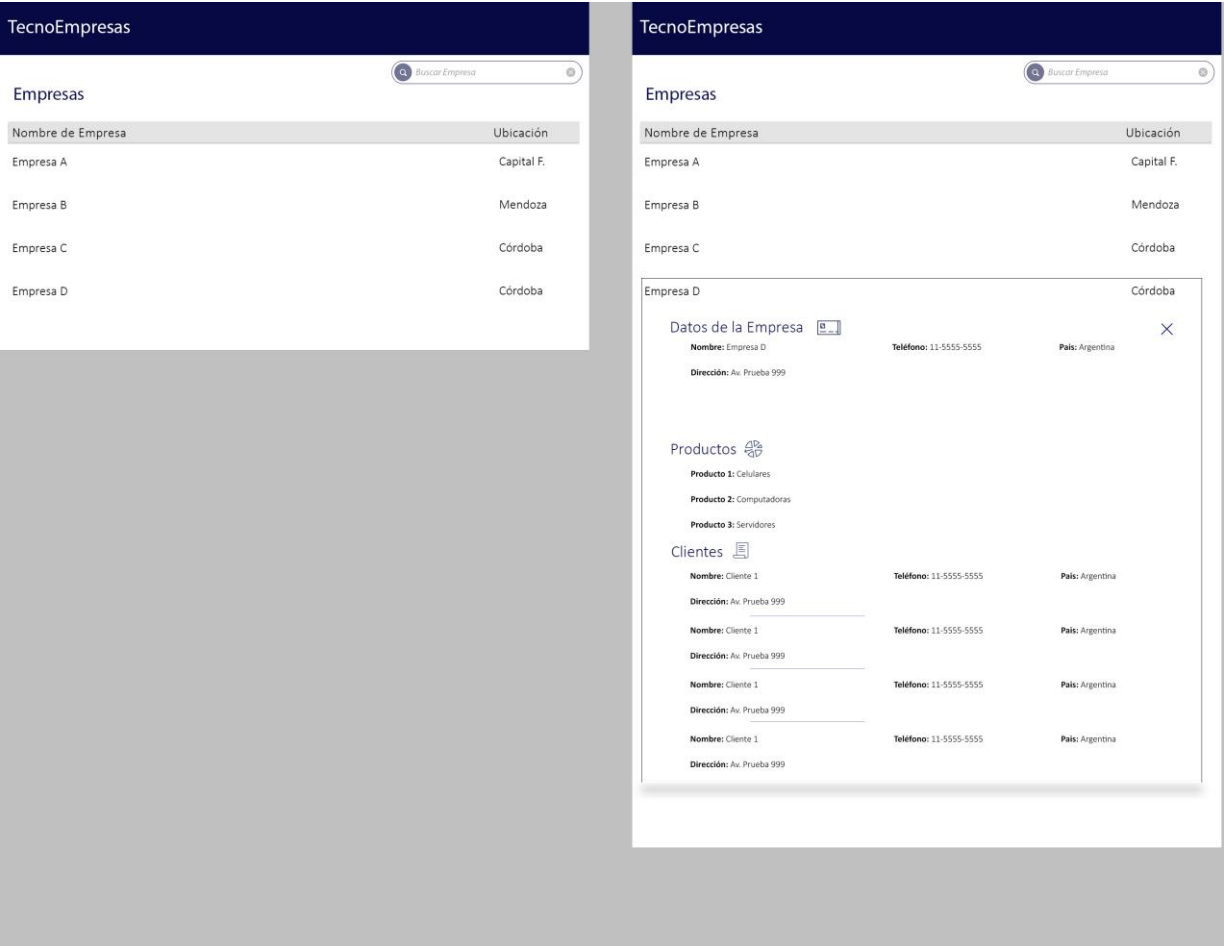 TecnoEmpresas
Buscar Empresa
Empresas
Nombre de Empresa Ubicación
Empresa A Capital F.
Empresa B Mendoza
Empresa C Córdoba
Empresa D Córdoba
TecnoEmpresas
Buscar Empresa
Empresas
Nombre de Empresa Ubicación
Empresa A Capital F.
Empresa B Mendoza
Empresa C Córdoba
Empresa D Córdoba
Datos de la Empresa
Nombre: Empresa D Teléfono: 11-5555-5555 Pais: Argentina
Dirección: Av. Prueba 999
Productos
Producto 1: Celulares
Producto 2: Computadoras
Producto 3: Servidores
Clientes
Nombre: Cliente 1 Teléfono: 11-5555-5555 Pais: Argentina
Dirección: Av. Prueba 999
Nombre: Cliente 1 Teléfono: 11-5555-5555 Pais: Argentina
Dirección: Av. Prueba 999
Nombre: Cliente 1 Teléfono: 11-5555-5555 Pais: Argentina
Dirección: Av. Prueba 999
Nombre: Cliente 1 Teléfono: 11-5555-5555 Pais: Argentina
Dirección: Av. Prueba 999